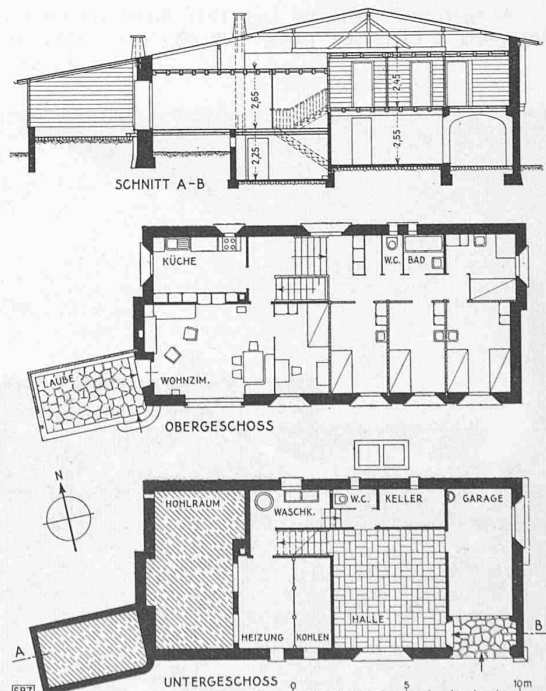 2,65
2,45
2,25
2,55
SCHNITT A-B
KÜCHE
W.C. BAD
LAUBE
WOHNZIM.
OBERGESCHOSS
N
HOHLRAUM
WASCHK.
W.C.
KELLER
GARAGE
HALLE
HEIZUNG
KOHLEN
A
B
SBZ
UNTERGESCHOSS
0 5 10m